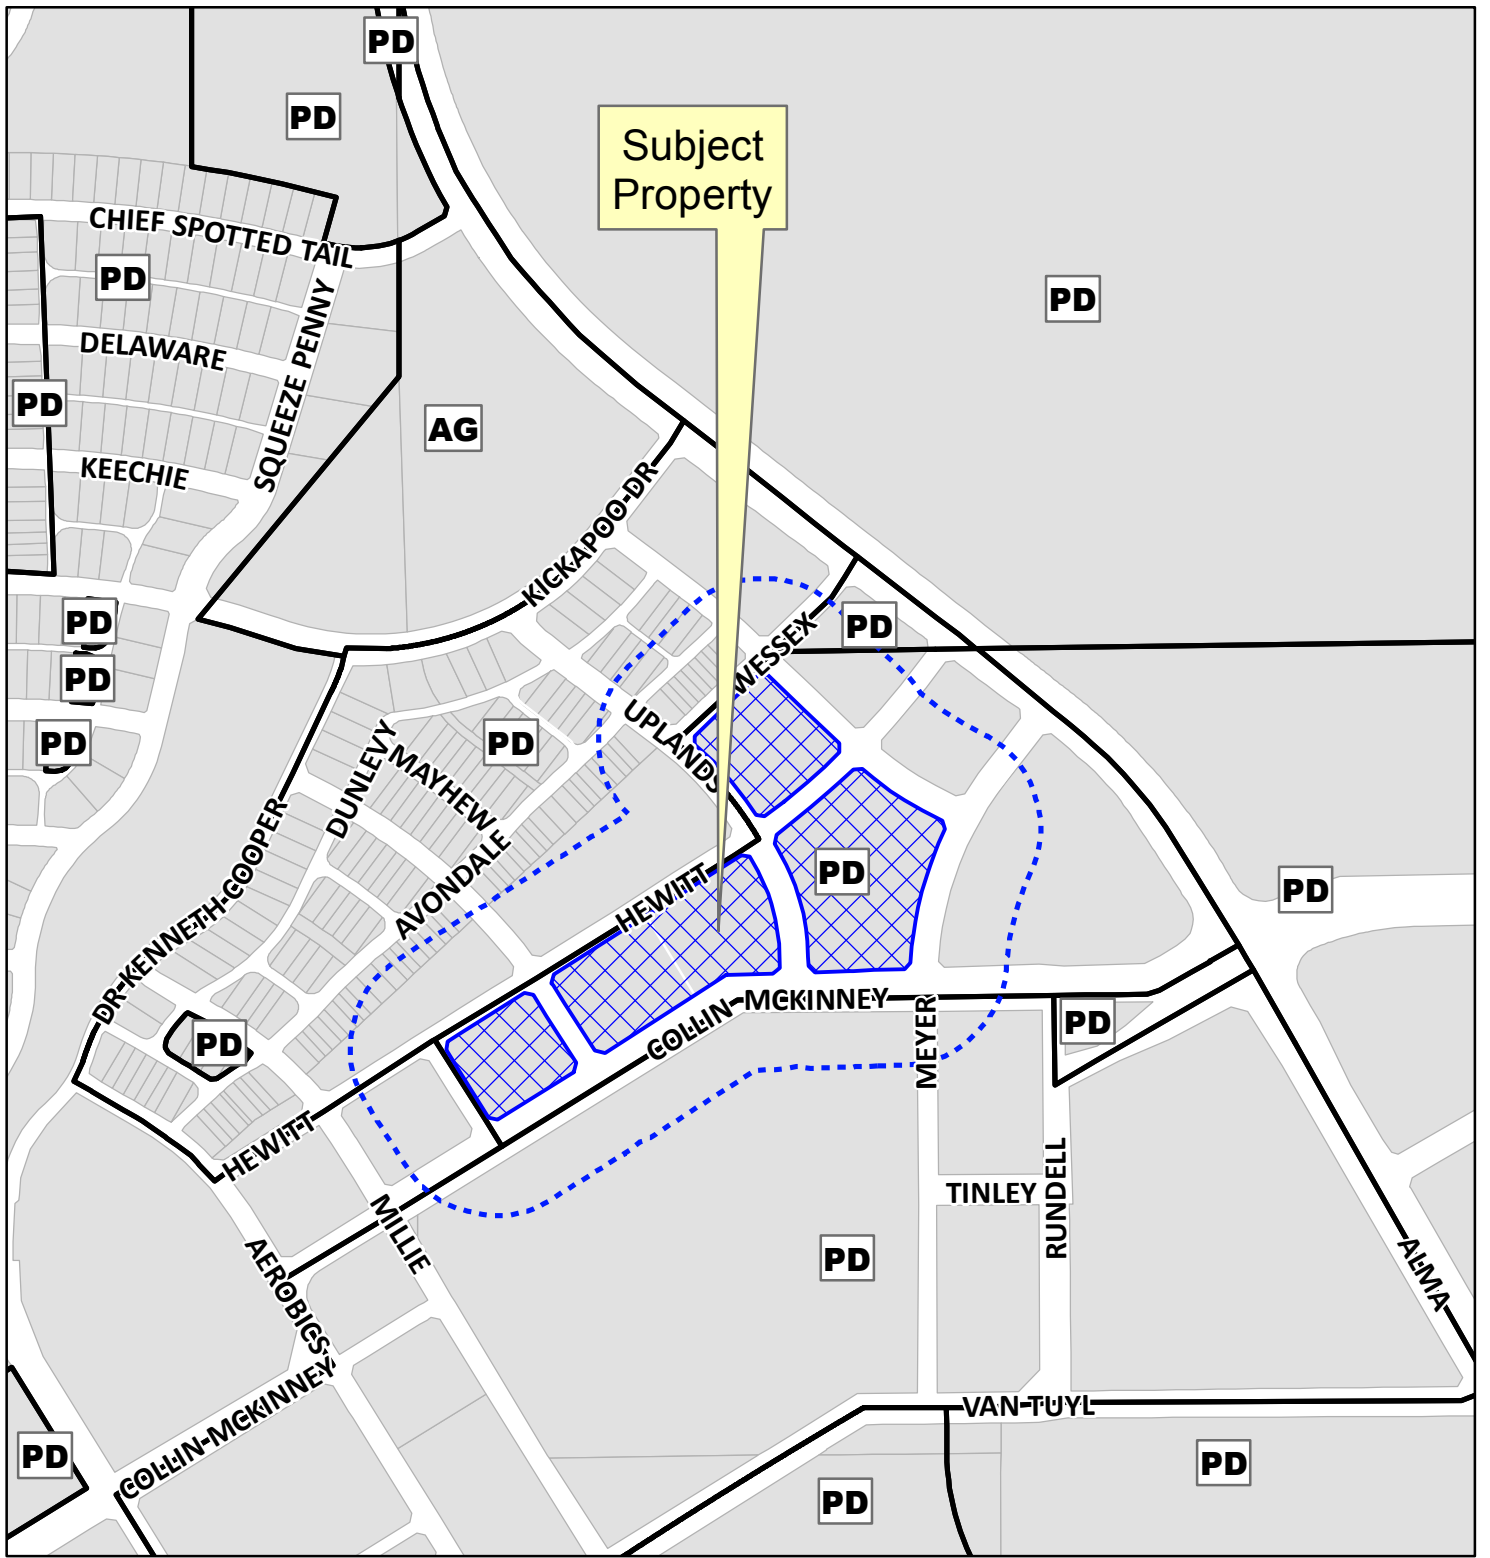 PD
PD
Subject
Property
CHIEF SPOTTED TAIL
PD
PD
SQUEEZE PENNY
DELAWARE
PD
AG
KEECHIE
KICKAPOO DR
PD
PD
WESSEX
PD
UPLANDS
PD
PD
DUNLEVY
MAYHEW
AVONDALE
DR KENNETH COOPER
HEWITT
PD
PD
COLLIN MCKINNEY
MEYER
PD
PD
HEWITT
RUNDELL
TINLEY
MILLIE
AEROBICS
PD
ALMA
COLLIN MCKINNEY
VAN TUYL
PD
PD
PD